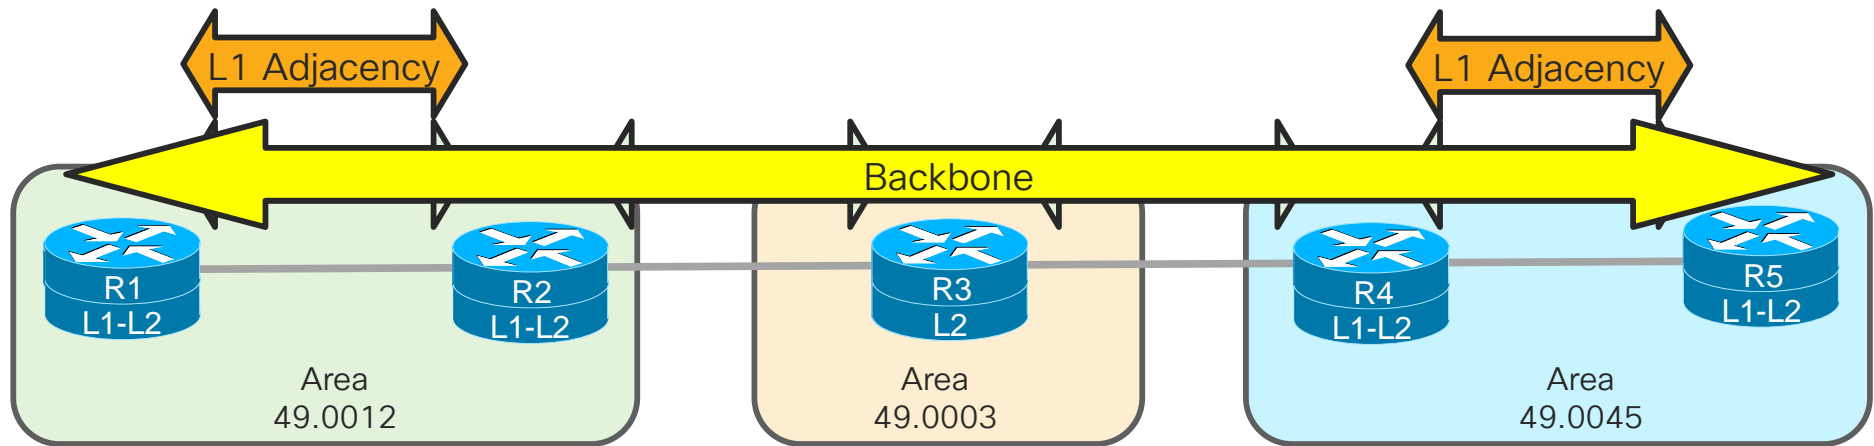 L1 Adjacency
L1 Adjacency
Backbone
R1
L1-L2
R2
L1-L2
R3
L2
R4
L1-L2
R5
L1-L2
Area
49.0012
Area
49.0003
Area
49.0045